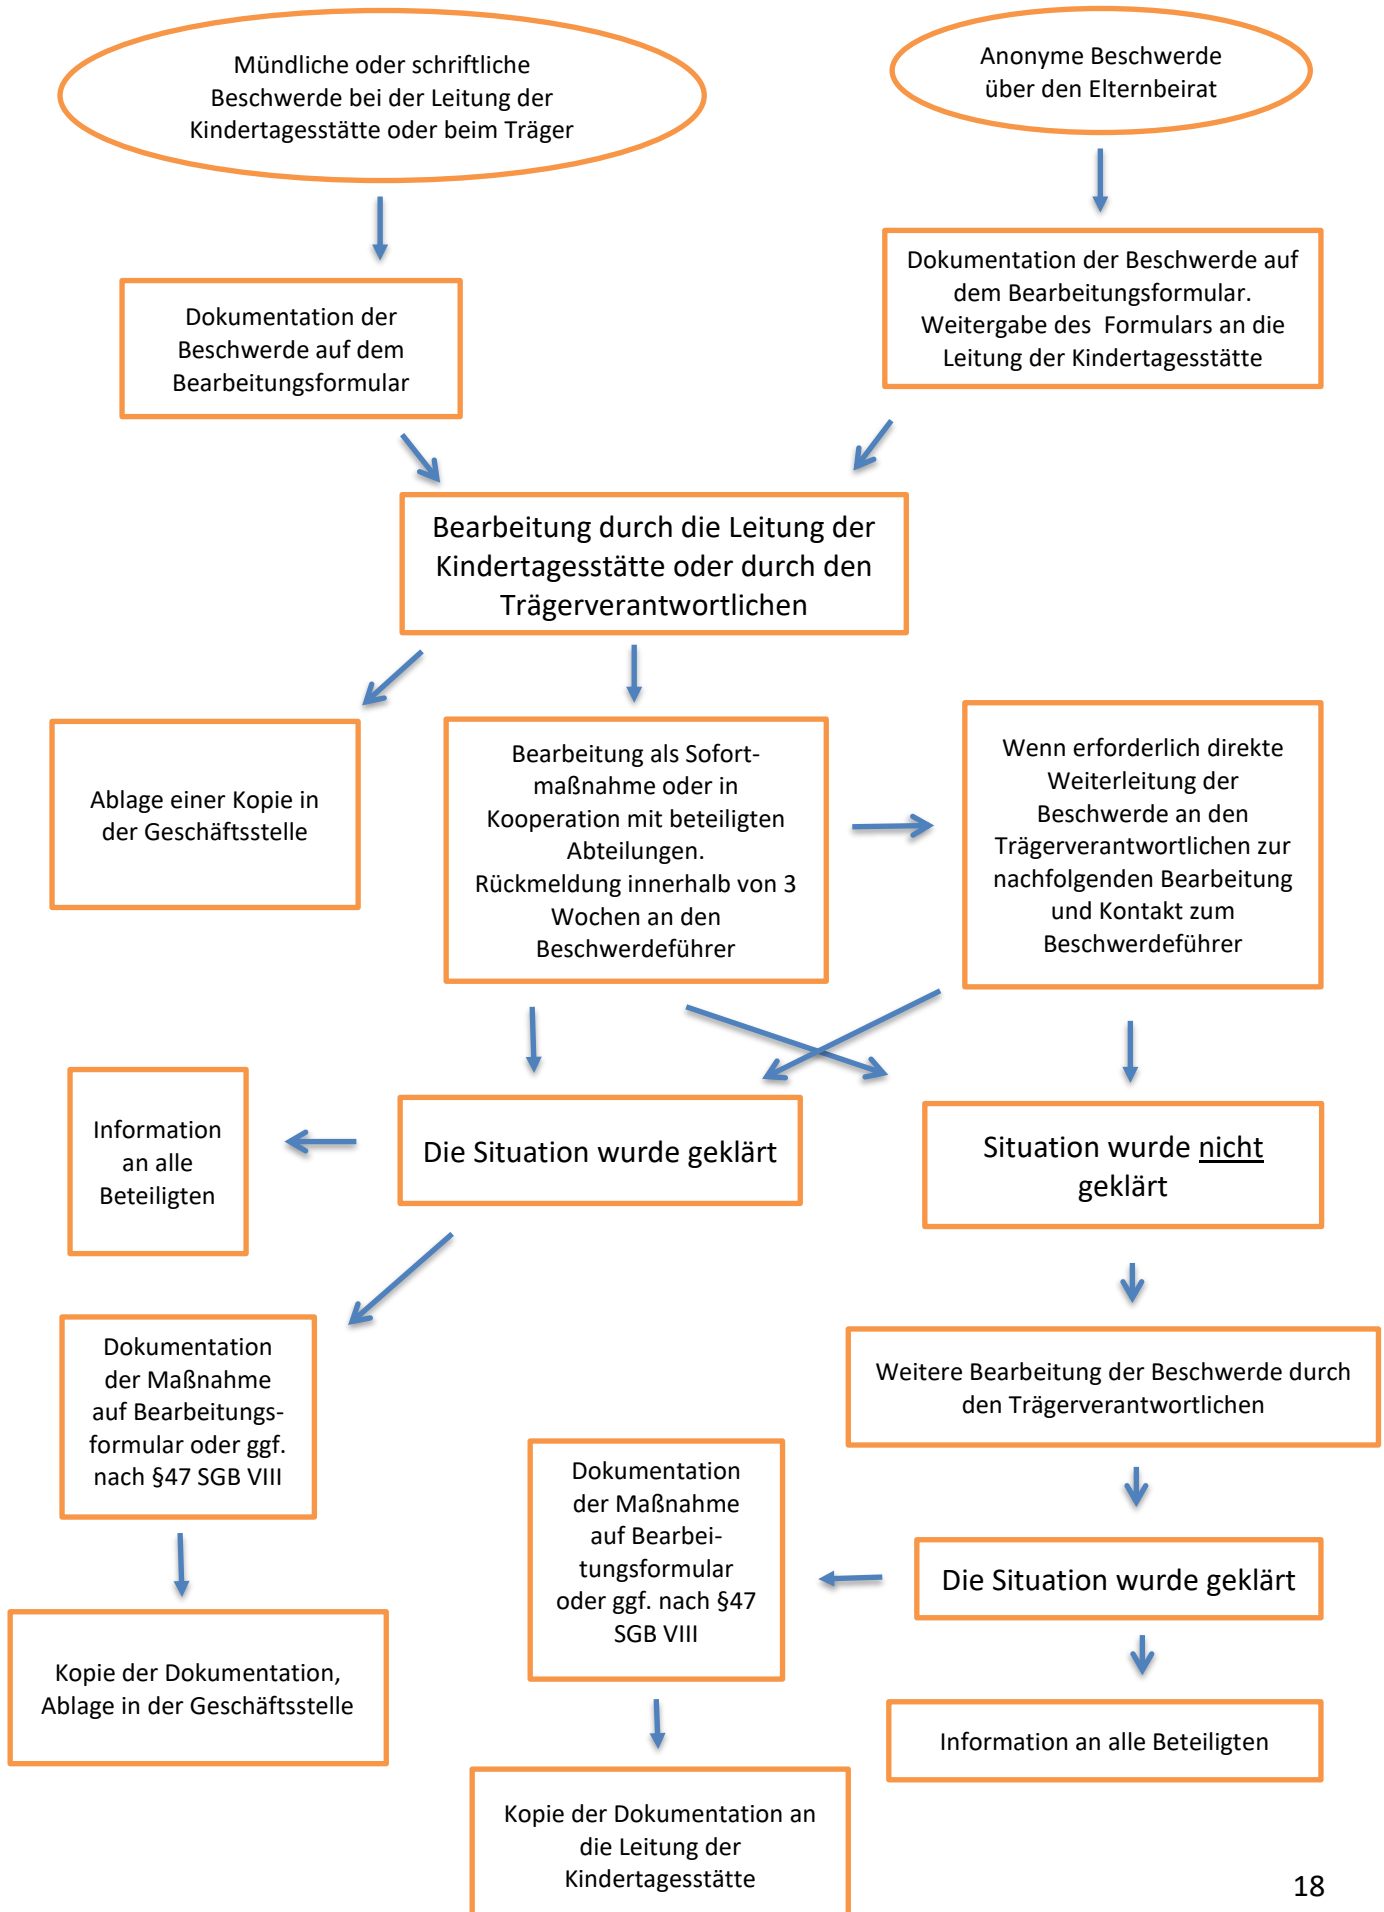 Mündliche oder schriftliche
Beschwerde bei der Leitung der
Kindertagesstätte oder beim Träger
Anonyme Beschwerde
über den Elternbeirat
Dokumentation der
Beschwerde auf dem
Bearbeitungsformular
Dokumentation der Beschwerde auf
dem Bearbeitungsformular.
Weitergabe des  Formulars an die
Leitung der Kindertagesstätte
Bearbeitung durch die Leitung der
Kindertagesstätte oder durch den
Trägerverantwortlichen
Ablage einer Kopie in
der Geschäftsstelle
Bearbeitung als Sofort-
maßnahme oder in
Kooperation mit beteiligten
Abteilungen.
Rückmeldung innerhalb von 3
Wochen an den
Beschwerdeführer
Wenn erforderlich direkte
Weiterleitung der
Beschwerde an den
Trägerverantwortlichen zur
nachfolgenden Bearbeitung
und Kontakt zum
Beschwerdeführer
Information
an alle
Beteiligten
Die Situation wurde geklärt
Situation wurde nicht
geklärt
Dokumentation
der Maßnahme
auf Bearbeitungs-
formular oder ggf.
nach §47 SGB VIII
Weitere Bearbeitung der Beschwerde durch
den Trägerverantwortlichen
Dokumentation
der Maßnahme
auf Bearbei-
tungsformular
oder ggf. nach §47
SGB VIII
Die Situation wurde geklärt
Kopie der Dokumentation,
Ablage in der Geschäftsstelle
Information an alle Beteiligten
Kopie der Dokumentation an
die Leitung der
Kindertagesstätte
18